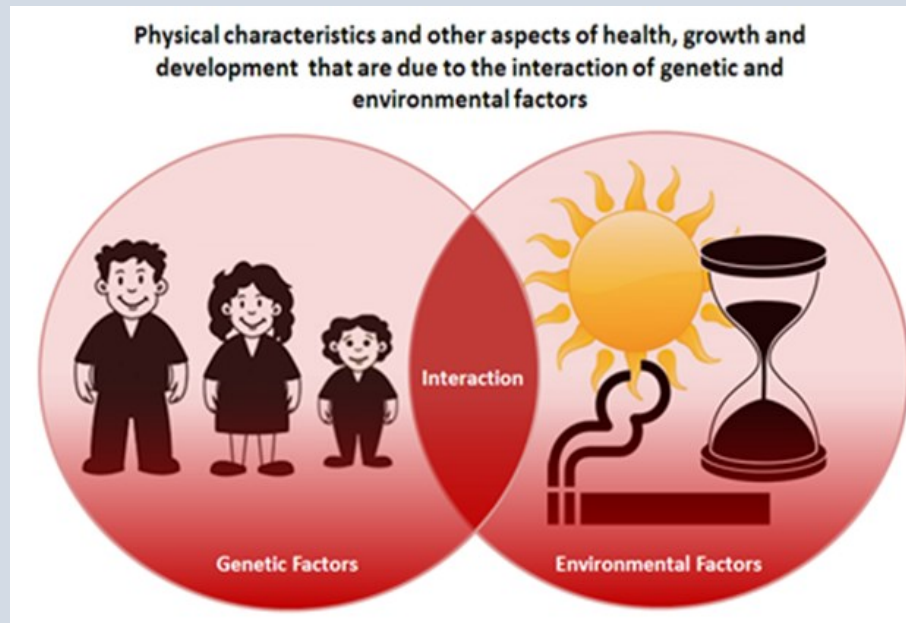 Physical characteristics and other aspects of health, growth and
development that are due to the interaction of genetic and
environmental factors
Interaction
Genetic Factors
Environmental Factors